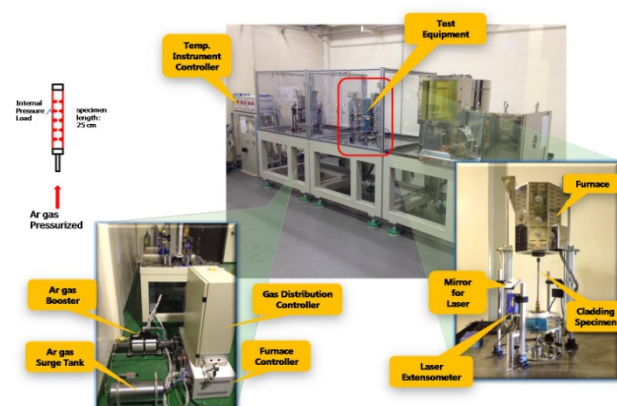 Temp.
Instrument
Controller
Test
Equipment
Internal
Pressure
Load
specimen
length:
25 cm
Ar gas
Pressurized
Furnace
Ar gas
Booster
Gas Distribution
Controller
Mirror
for
Laser
Cladding
Specimen
Ar gas
Surge Tank
Furnace
Controller
Laser
Extensometer